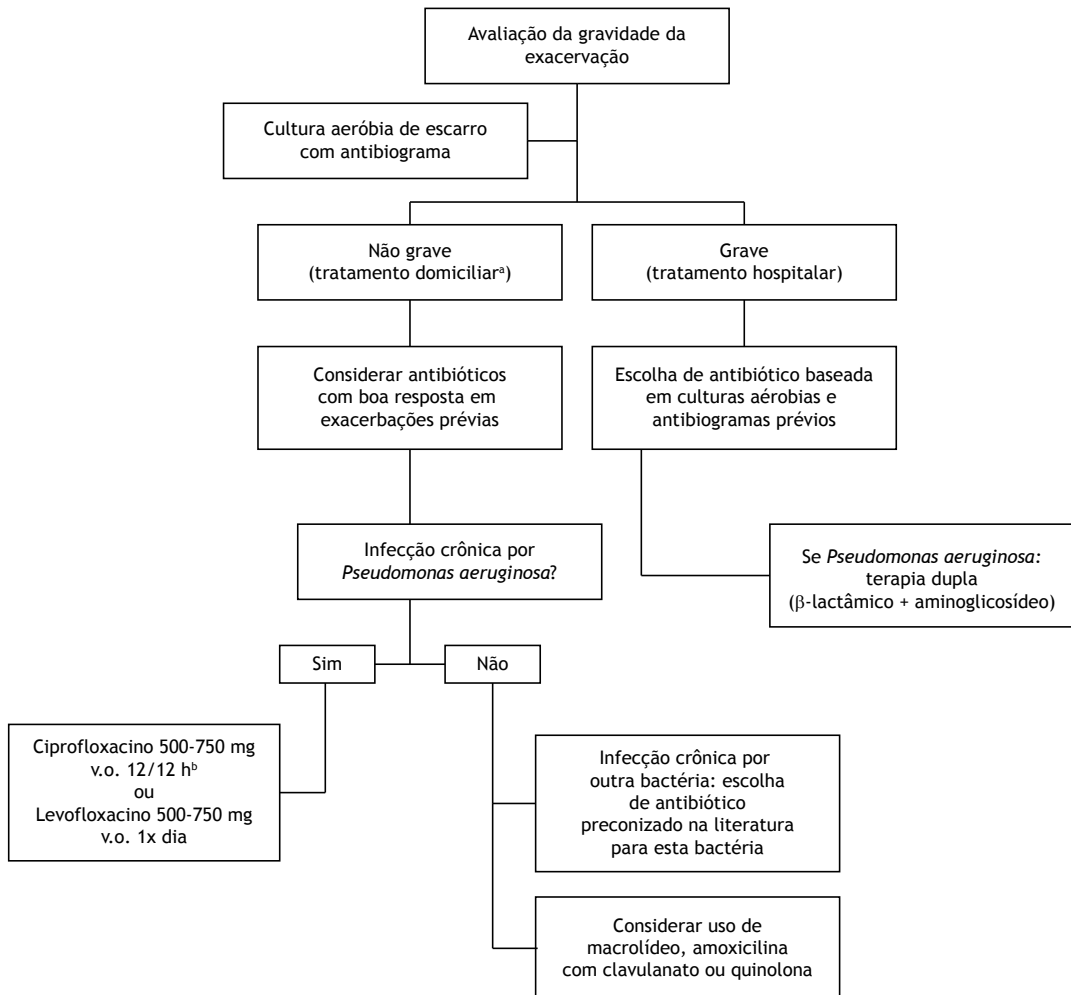 Avaliação da gravidade da
exacervação
Cultura aeróbia de escarro
com antibiograma
Não grave
(tratamento domiciliarᵃ)
Grave
(tratamento hospitalar)
Considerar antibióticos
com boa resposta em
exacerbações prévias
Escolha de antibiótico baseada
em culturas aérobias e
antibiogramas prévios
Infecção crônica por
Pseudomonas aeruginosa?
Se Pseudomonas aeruginosa:
terapia dupla
(β-lactâmico + aminoglicosídeo)
Sim
Não
Ciprofloxacino 500-750 mg
v.o. 12/12 hᵇ
ou
Levofloxacino 500-750 mg
v.o. 1x dia
Infecção crônica por
outra bactéria: escolha
de antibiótico
preconizado na literatura
para esta bactéria
Considerar uso de
macrolídeo, amoxicilina
com clavulanato ou quinolona